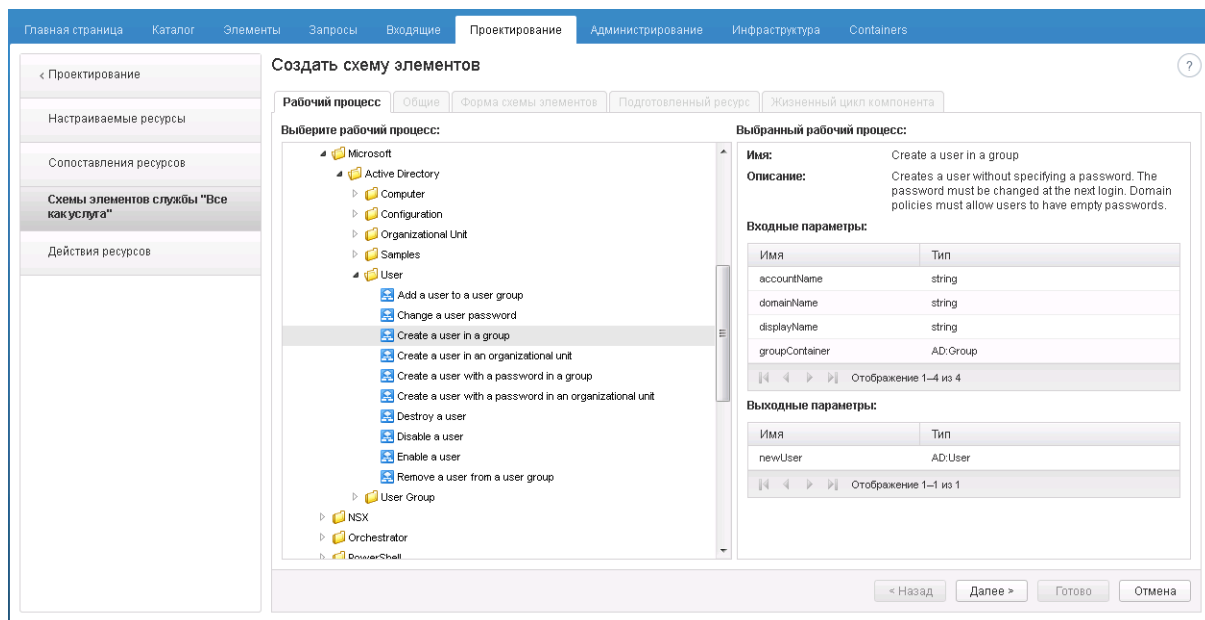 Главная страница Каталог Элементы Запросы Входящие Проектирование Администрирование Инфраструктура Containers
‹ Проектирование
Настраиваемые ресурсы
Сопоставления ресурсов
Схемы элементов службы "Все
как услуга"
Действия ресурсов
Создать схему элементов
?
Рабочий процесс Общие Форма схемы элементов Подготовленный ресурс Жизненный цикл компонента
Выберите рабочий процесс:
Microsoft
Active Directory
Computer
Configuration
Organizational Unit
Samples
User
Add a user to a user group
Change a user password
Create a user in a group
Create a user in an organizational unit
Create a user with a password in a group
Create a user with a password in an organizational unit
Destroy a user
Disable a user
Enable a user
Remove a user from a user group
User Group
NSX
Orchestrator
PowerShell
Выбранный рабочий процесс:
Имя: Create a user in a group
Описание: Creates a user without specifying a password. The
password must be changed at the next login. Domain
policies must allow users to have empty passwords.
Входные параметры:
Имя Тип
accountName string
domainName string
displayName string
groupContainer AD:Group
Отображение 1–4 из 4
Выходные параметры:
Имя Тип
newUser AD:User
Отображение 1–1 из 1
< Назад Далее > Готово Отмена